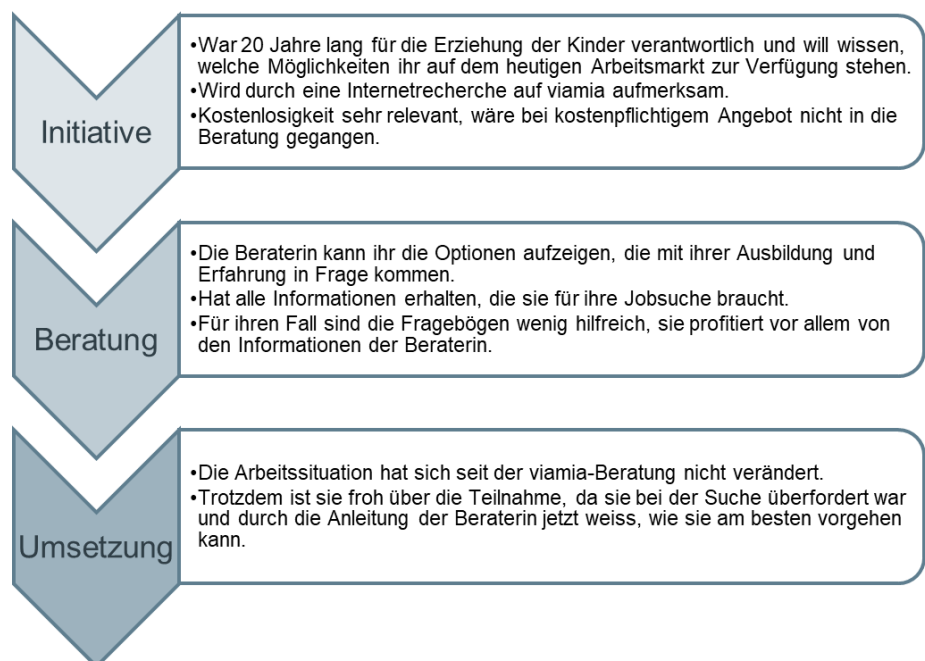 Initiative
•War 20 Jahre lang für die Erziehung der Kinder verantwortlich und will wissen,
welche Möglichkeiten ihr auf dem heutigen Arbeitsmarkt zur Verfügung stehen.
•Wird durch eine Internetrecherche auf viamia aufmerksam.
•Kostenlosigkeit sehr relevant, wäre bei kostenpflichtigem Angebot nicht in die
Beratung gegangen.
Beratung
•Die Beraterin kann ihr die Optionen aufzeigen, die mit ihrer Ausbildung und
Erfahrung in Frage kommen.
•Hat alle Informationen erhalten, die sie für ihre Jobsuche braucht.
•Für ihren Fall sind die Fragebögen wenig hilfreich, sie profitiert vor allem von
den Informationen der Beraterin.
Umsetzung
•Die Arbeitssituation hat sich seit der viamia-Beratung nicht verändert.
•Trotzdem ist sie froh über die Teilnahme, da sie bei der Suche überfordert war
und durch die Anleitung der Beraterin jetzt weiss, wie sie am besten vorgehen
kann.